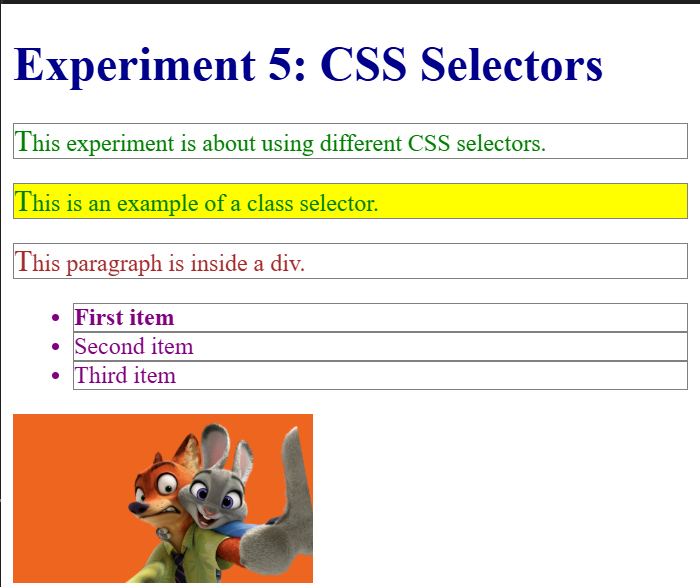 Experiment 5: CSS Selectors
This experiment is about using different CSS selectors.
This is an example of a class selector.
This paragraph is inside a div.
• First item
• Second item
• Third item